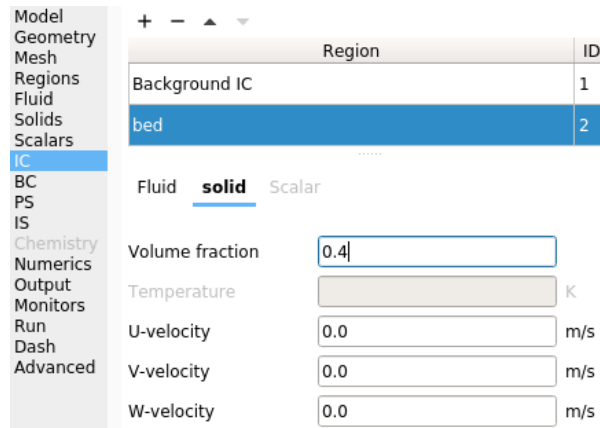 Model
Geometry
Mesh
Regions
Fluid
Solids
Scalars
IC
BC
PS
IS
Chemistry
Numerics
Output
Monitors
Run
Dash
Advanced
Region ID
Background IC 1
bed 2
Fluid solid Scalar
Volume fraction 0.4
Temperature K
U-velocity 0.0 m/s
V-velocity 0.0 m/s
W-velocity 0.0 m/s